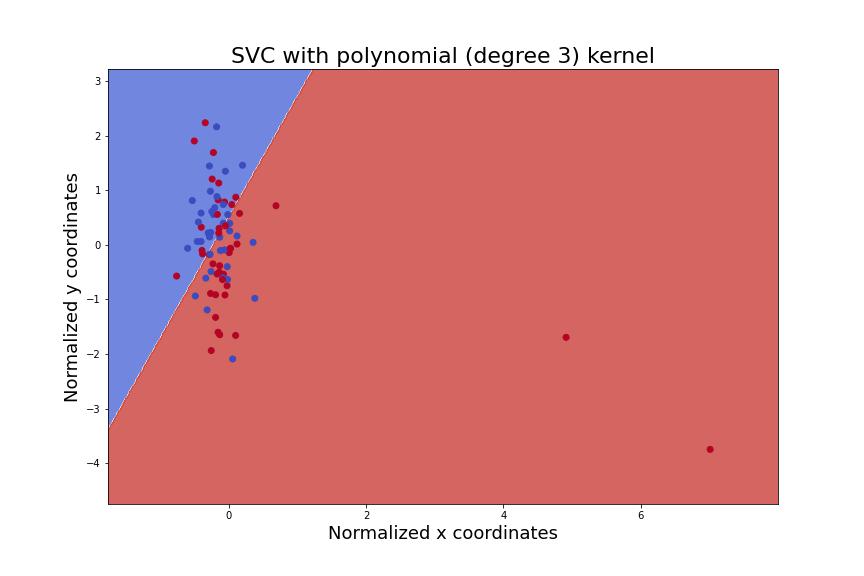 SVC with polynomial (degree 3) kernel
3
2
1
0
−1
−2
−3
−4
Normalized y coordinates
0 2 4 6
Normalized x coordinates